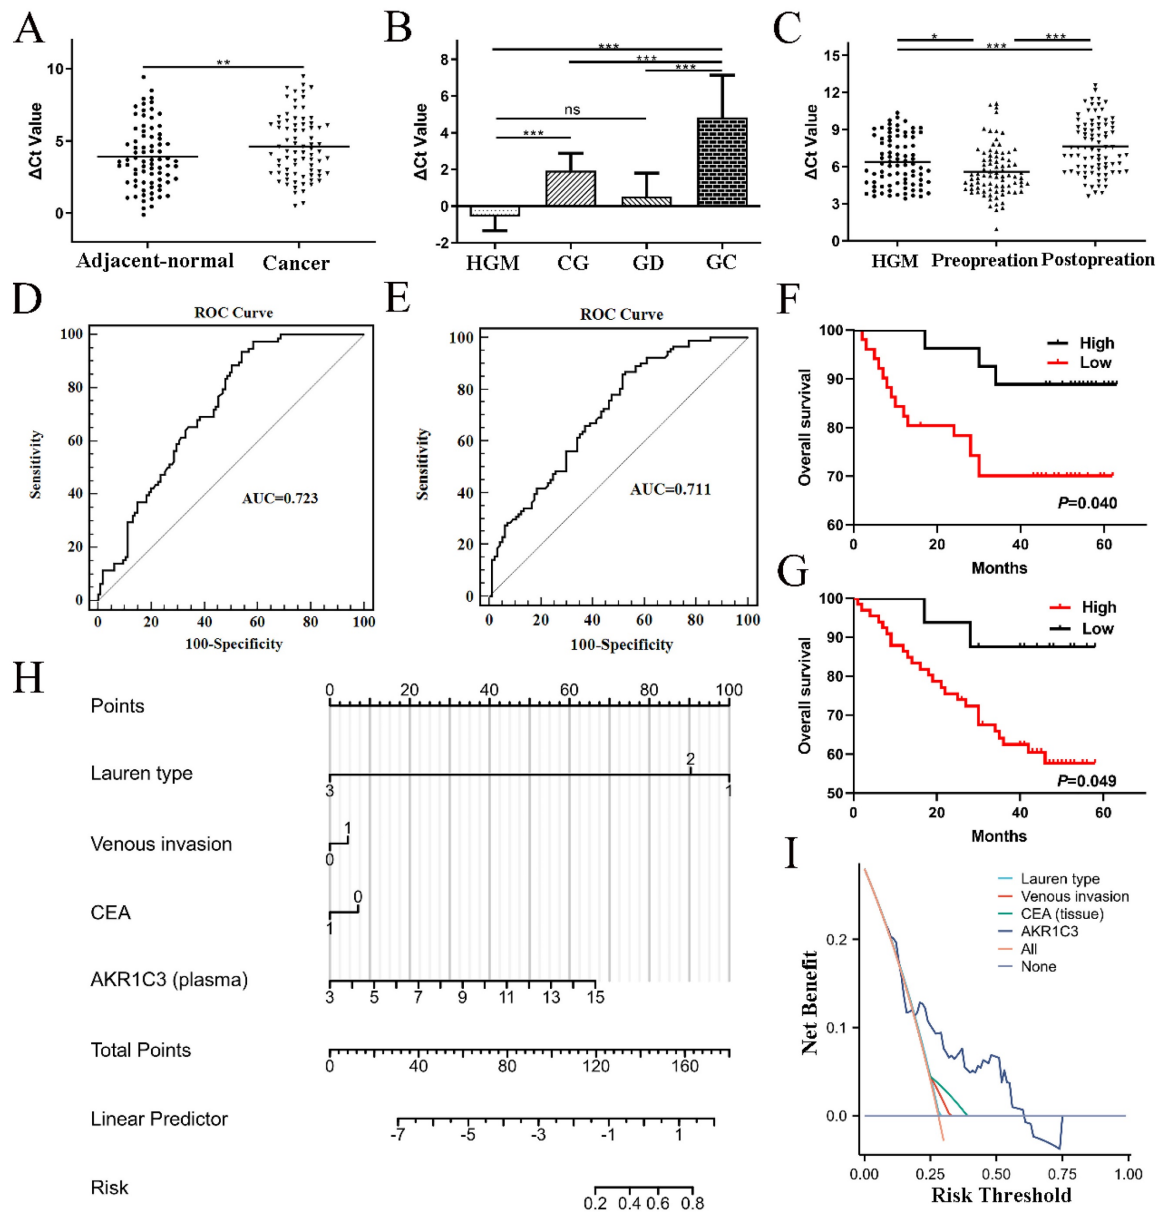 A
ΔCt Value
10
5
0
**
Adjacent-normal
Cancer
B
ΔCt Value
8
6
4
2
0
-2
***
***
***
ns
***
HGM
CG
GD
GC
C
ΔCt Value
15
12
9
6
3
0
*
***
***
HGM
Preopreation
Postopreation
D
ROC Curve
Sensitivity
100
80
60
40
20
0
AUC=0.723
0 20 40 60 80 100
100-Specificity
E
ROC Curve
Sensitivity
100
80
60
40
20
0
AUC=0.711
0 20 40 60 80 100
100-Specificity
F
Overall survival
100
90
80
70
60
High
Low
P=0.040
0 20 40 60
Months
G
Overall survival
100
90
80
70
60
50
High
Low
P=0.049
0 20 40 60
Months
H
Points
0 20 40 60 80 100
Lauren type
3 2 1
Venous invasion
0 1
CEA
1 0
AKR1C3 (plasma)
3 5 7 9 11 13 15
Total Points
0 40 80 120 160
Linear Predictor
-7 -5 -3 -1 1
Risk
0.2 0.4 0.6 0.8
I
Net Benefit
0.2
0.1
0.0
Lauren type
Venous invasion
CEA (tissue)
AKR1C3
All
None
0.00 0.25 0.50 0.75 1.00
Risk Threshold